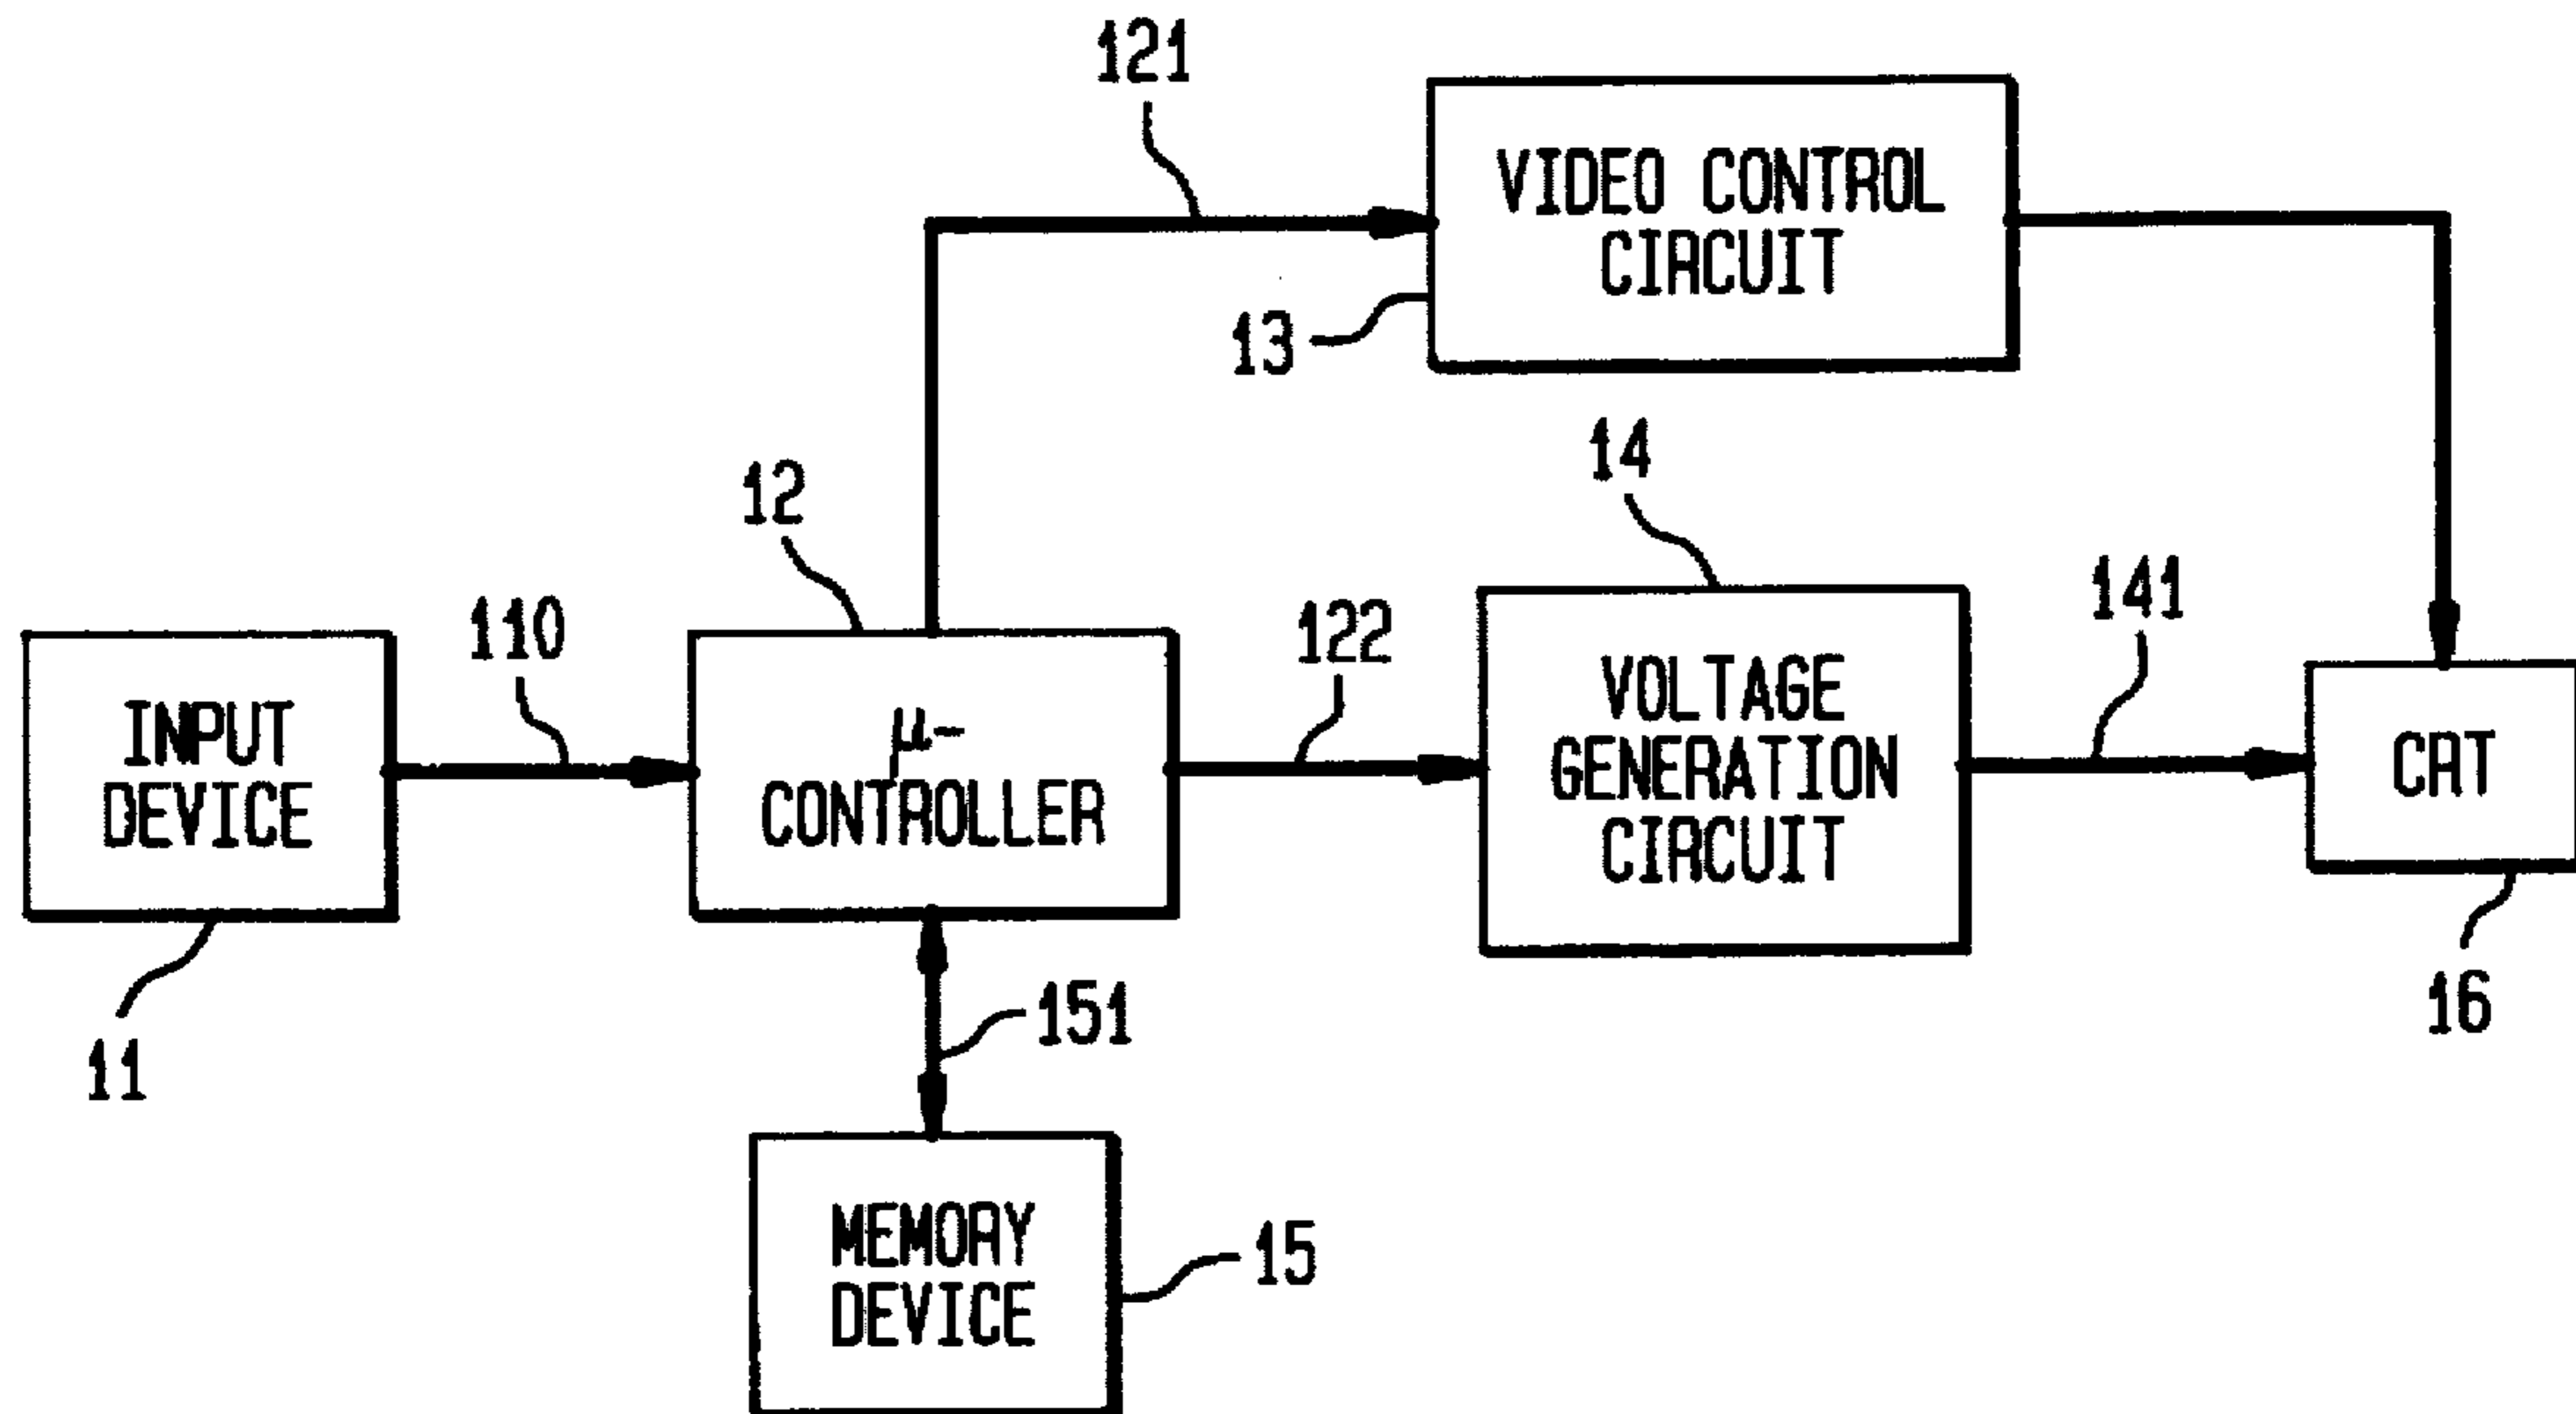 121
VIDEO CONTROL
CIRCUIT
13
12
14
110
122
141
INPUT
DEVICE
μ-
CONTROLLER
VOLTAGE
GENERATION
CIRCUIT
CRT
11
151
16
MEMORY
DEVICE
15